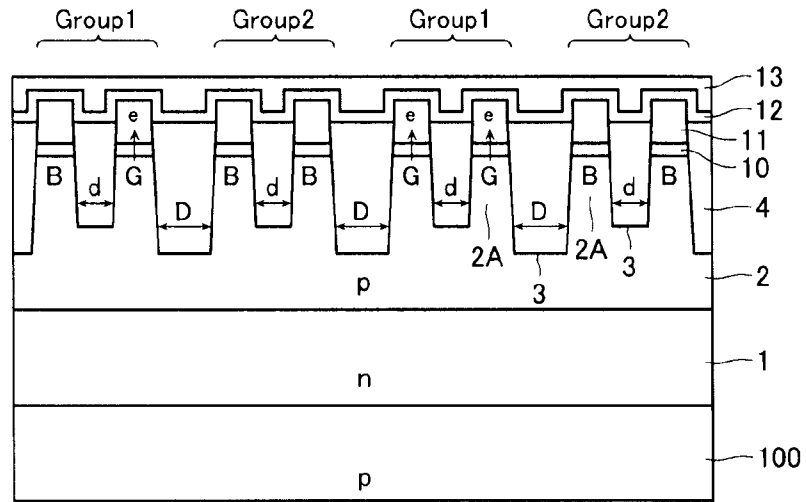 Group1 Group2 Group1 Group2
13
12
e e e
11
10
B d G B d B G d G B d B
4
D D D
2A 2A 3
3
2
p
1
n
100
p